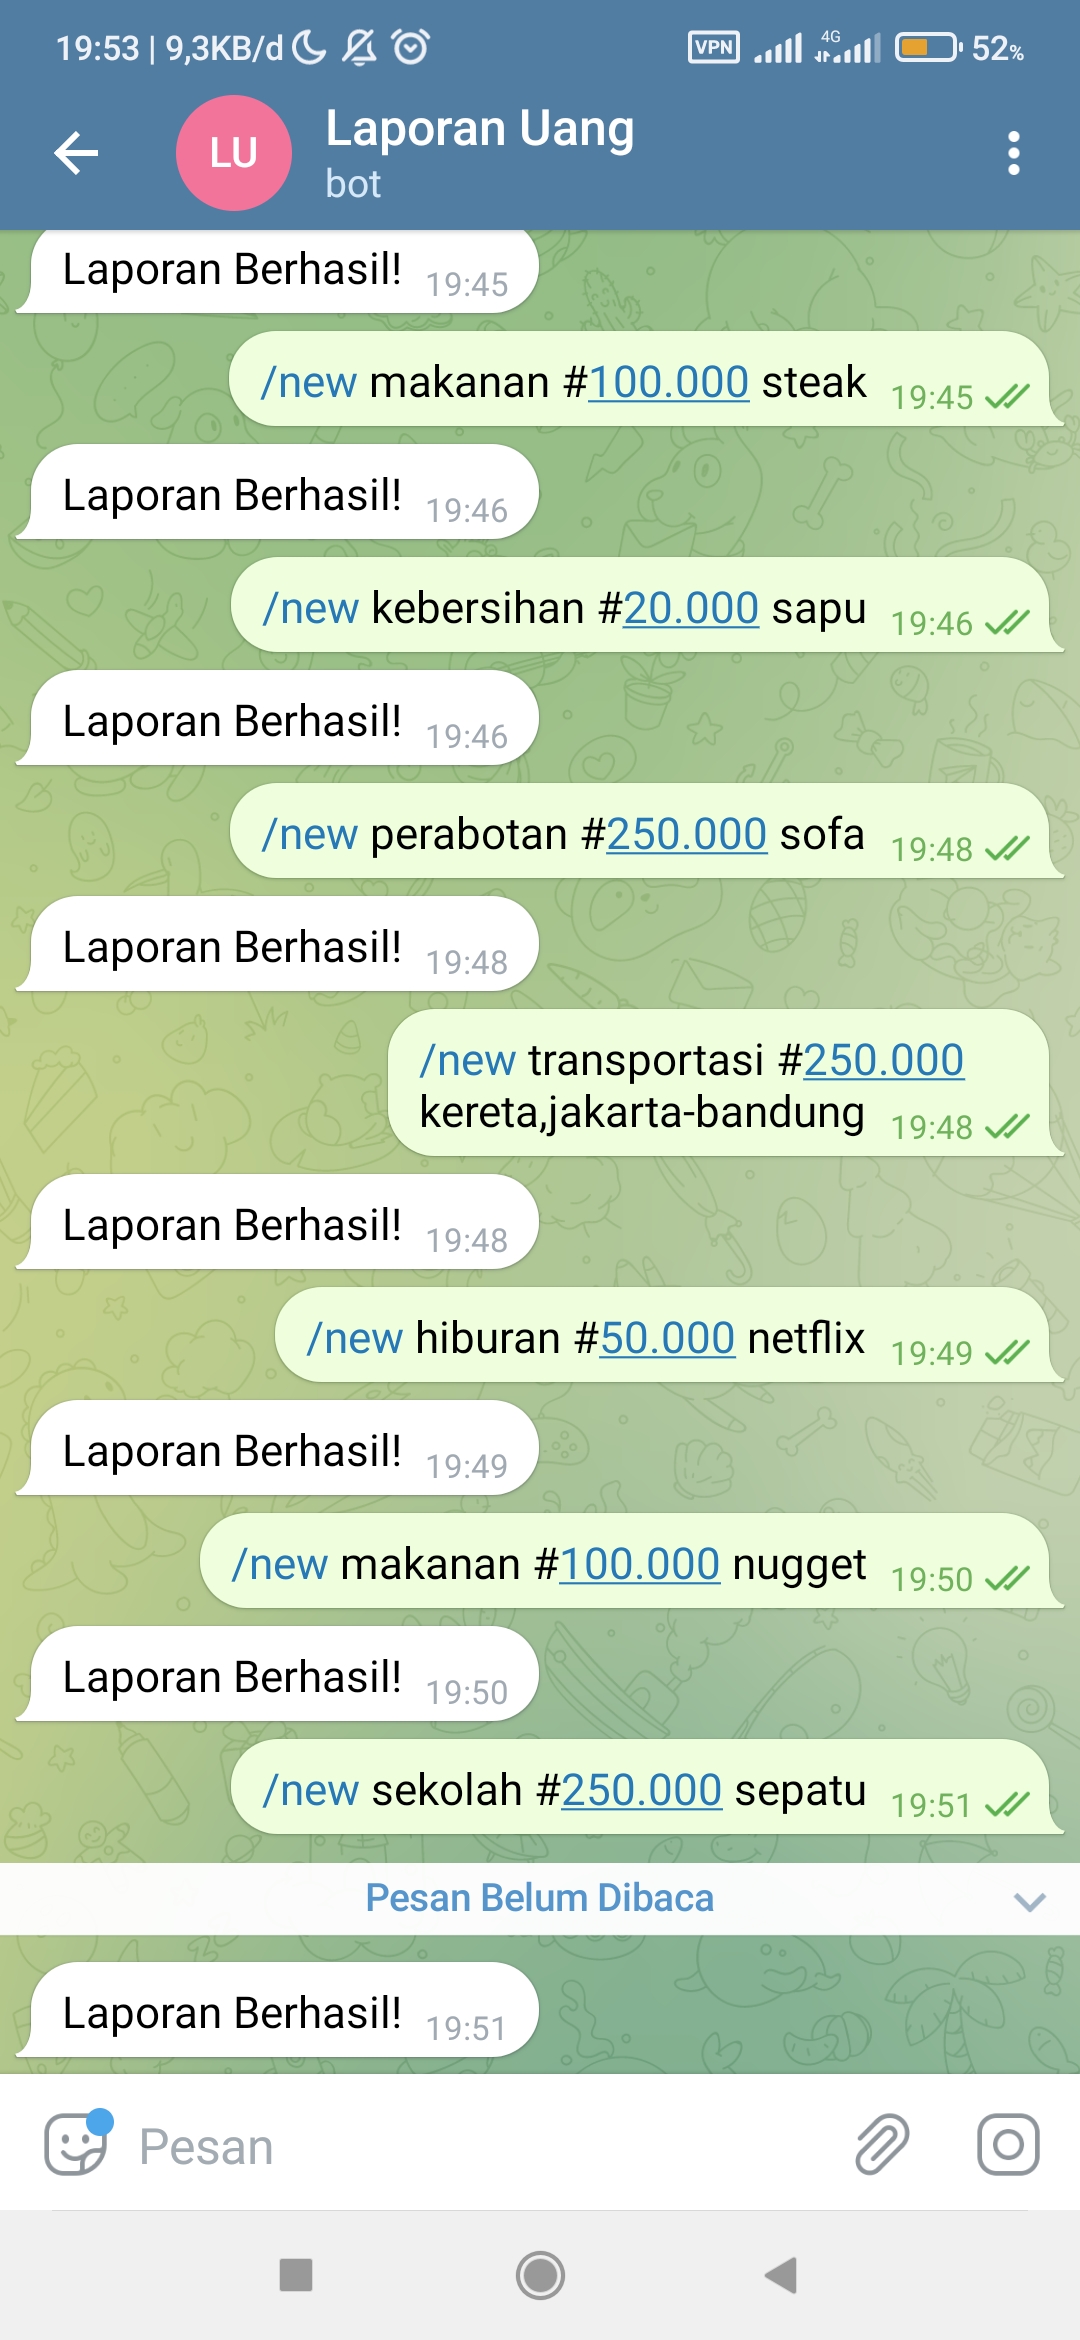 19:53 | 9,3KB/d
VPN 4G 52%
LU
Laporan Uang
bot
Laporan Berhasil! 19:45
/new makanan #100.000 steak 19:45
Laporan Berhasil! 19:46
/new kebersihan #20.000 sapu 19:46
Laporan Berhasil! 19:46
/new perabotan #250.000 sofa 19:48
Laporan Berhasil! 19:48
/new transportasi #250.000
kereta,jakarta-bandung 19:48
Laporan Berhasil! 19:48
/new hiburan #50.000 netflix 19:49
Laporan Berhasil! 19:49
/new makanan #100.000 nugget 19:50
Laporan Berhasil! 19:50
/new sekolah #250.000 sepatu 19:51
Pesan Belum Dibaca
Laporan Berhasil! 19:51
Pesan